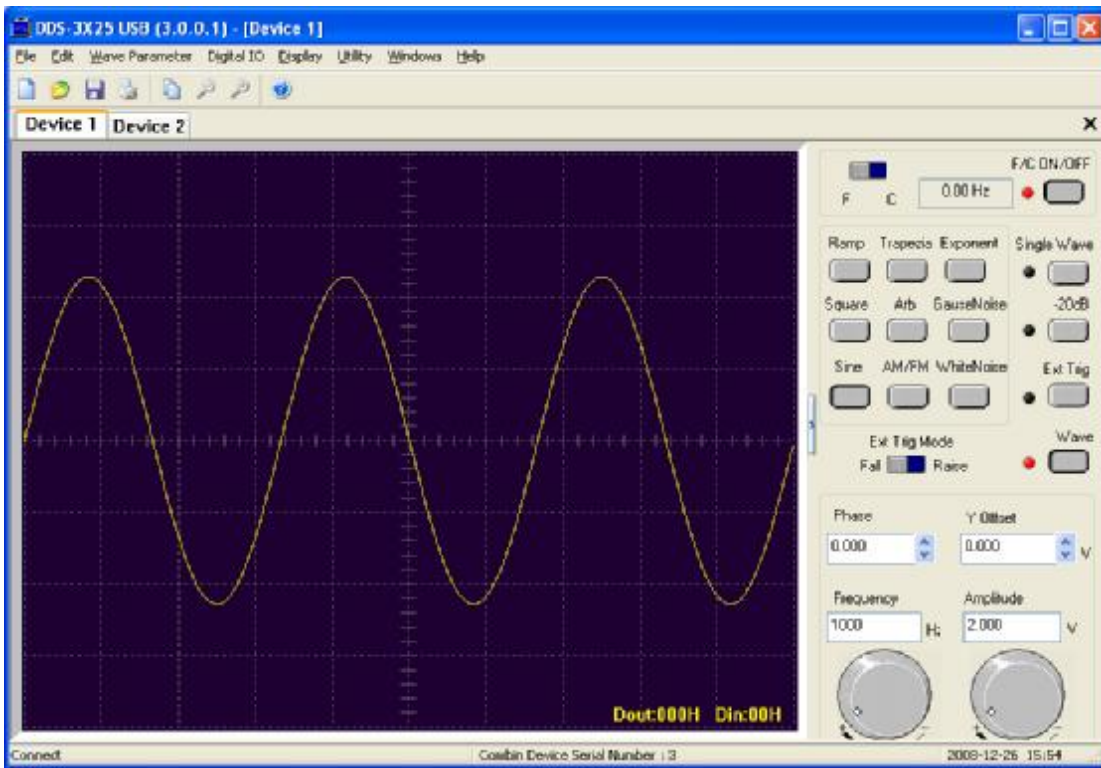 DDS-3X25 USB (3.0.0.1) - [Device 1]
File Edit Wave Parameter Digital IO Display Utility Windows Help
Device 1 Device 2
F/C ON/OFF
F C 0.00 Hz
Ramp Trapezia Exponent Single Wave
Square Arb GauseNoise -20dB
Sine AM/FM WhiteNoise Ext Trig
Ext Trig Mode Wave
Fall Raise
Phase Y Offset
0.000 0.000 V
Frequency Amplitude
1000 Hz 2.000 V
Dout:000H Din:00H
Connect Combin Device Serial Number : 3 2008-12-26 15:54